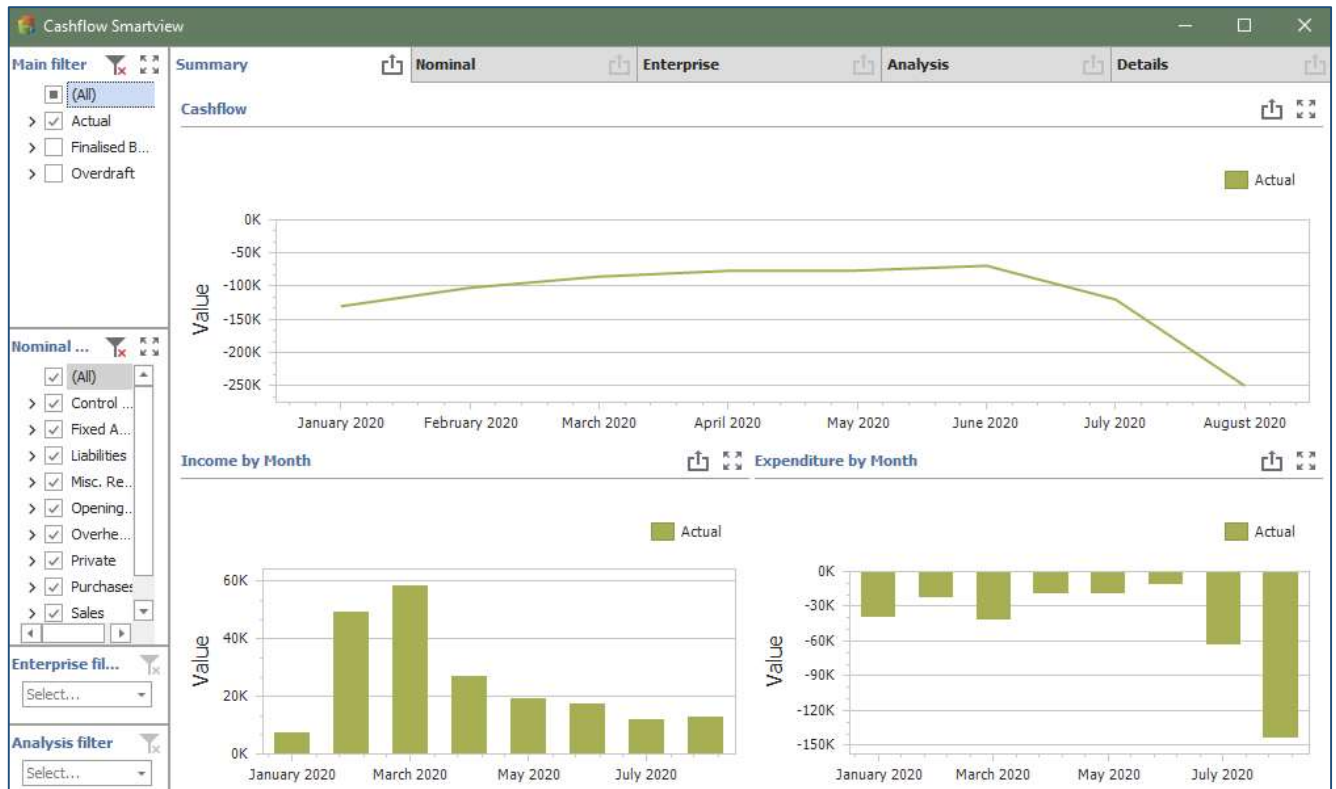 Cashflow Smartview
Main filter
(All)
Actual
Finalised B...
Overdraft
Nominal ...
(All)
Control ...
Fixed A...
Liabilities
Misc. Re...
Opening...
Overhe...
Private
Purchases
Sales
Enterprise fil...
Select...
Analysis filter
Select...
Summary
Nominal
Enterprise
Analysis
Details
Cashflow
Actual
Value
0K
-50K
-100K
-150K
-200K
-250K
January 2020
February 2020
March 2020
April 2020
May 2020
June 2020
July 2020
August 2020
Income by Month
Actual
Value
60K
40K
20K
0K
January 2020
March 2020
May 2020
July 2020
Expenditure by Month
Actual
Value
0K
-30K
-60K
-90K
-120K
-150K
January 2020
March 2020
May 2020
July 2020